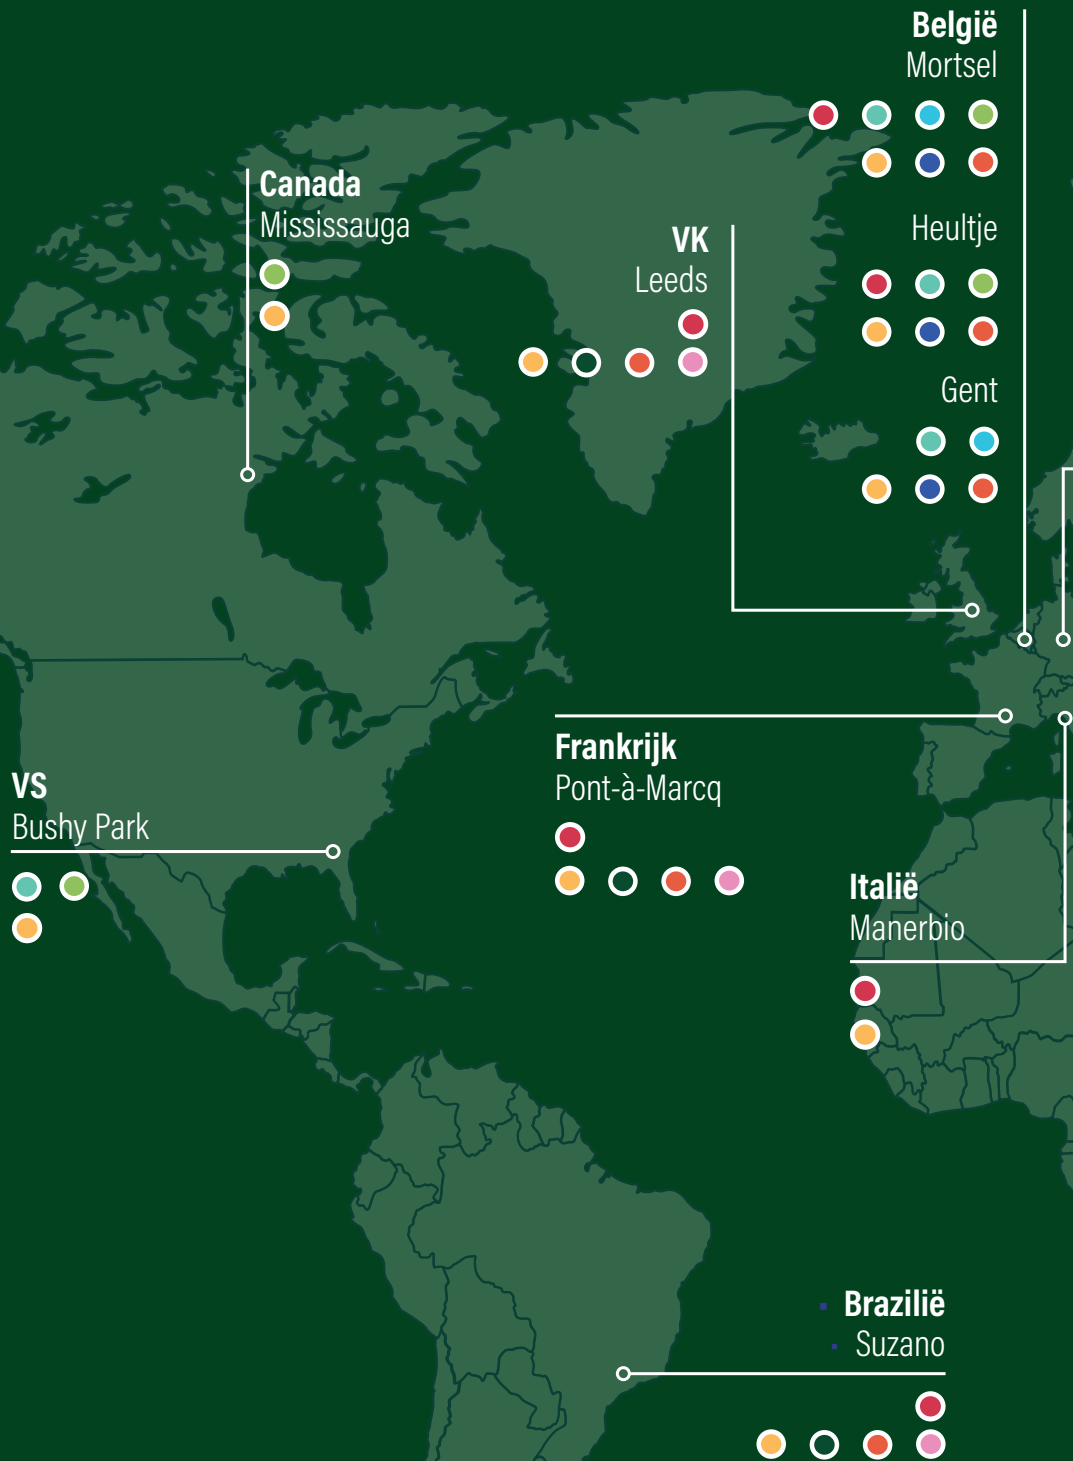 België
Mortsel
Heultje
Gent
Canada
Mississauga
VK
Leeds
Frankrijk
Pont-à-Marcq
VS
Bushy Park
Italië
Manerbio
Brazilië
Suzano